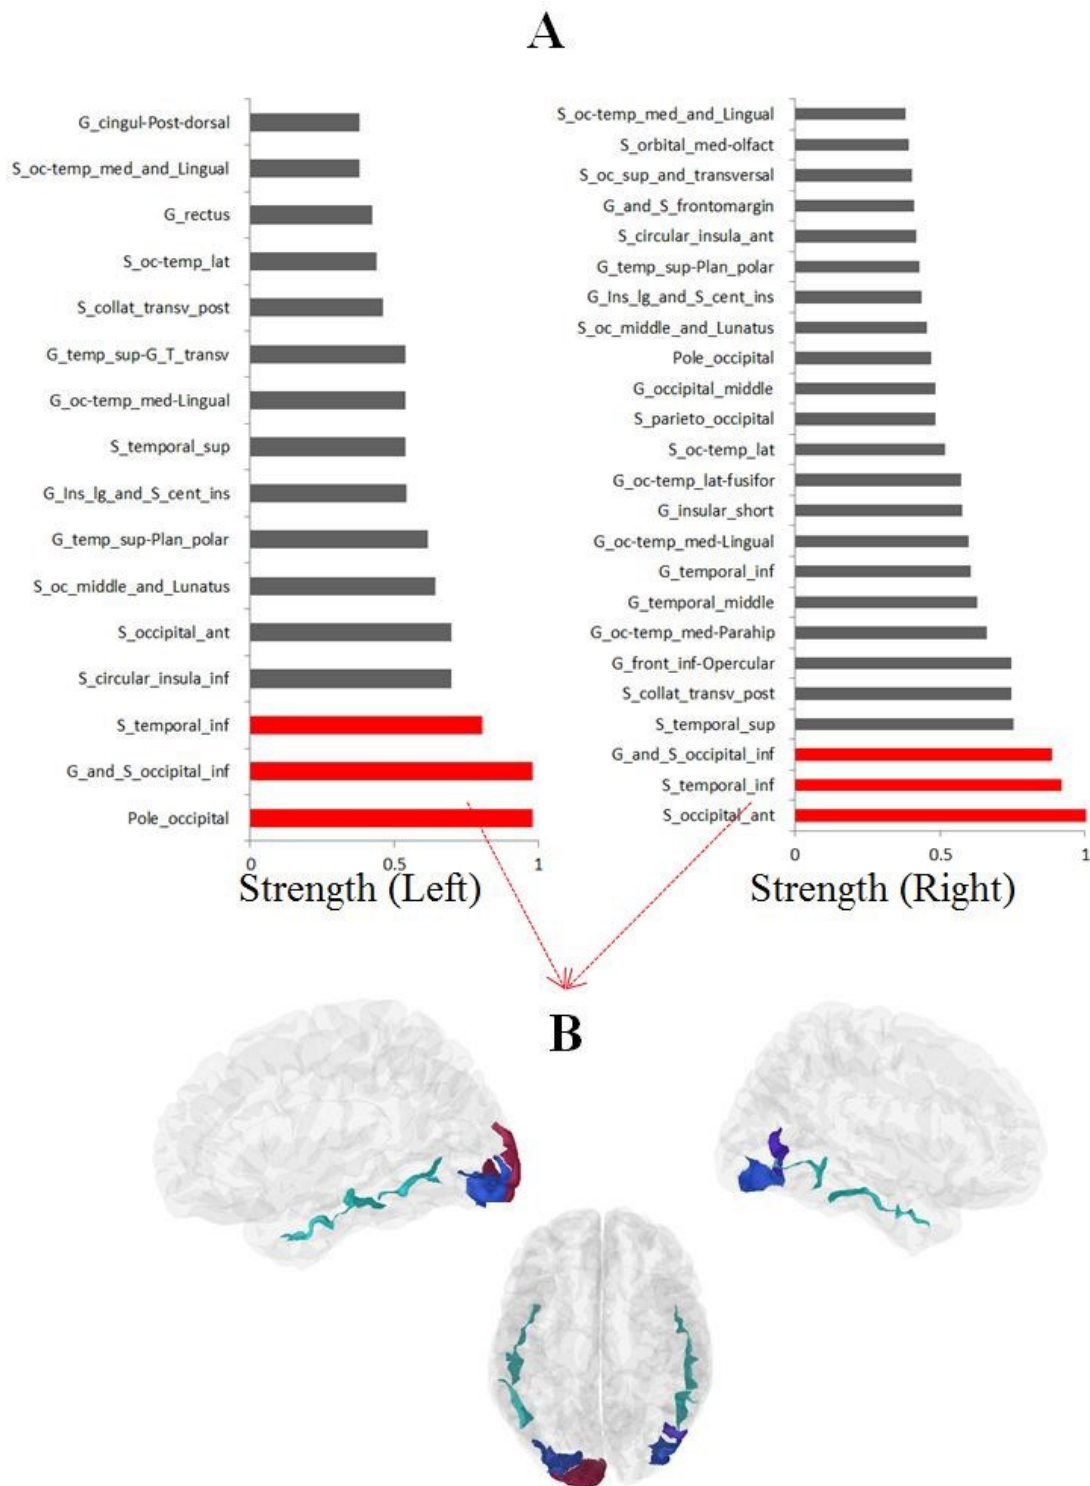 A
G_cingul-Post-dorsal
S_oc-temp_med_and_Lingual
G_rectus
S_oc-temp_lat
S_collat_transv_post
G_temp_sup-G_T_transv
G_oc-temp_med-Lingual
S_temporal_sup
G_Ins_lg_and_S_cent_ins
G_temp_sup-Plan_polar
S_oc_middle_and_Lunatus
S_occipital_ant
S_circular_insula_inf
S_temporal_inf
G_and_S_occipital_inf
Pole_occipital
0 0.5 1
Strength (Left)
S_oc-temp_med_and_Lingual
S_orbital_med-olfact
S_oc_sup_and_transversal
G_and_S_frontomargin
S_circular_insula_ant
G_temp_sup-Plan_polar
G_Ins_lg_and_S_cent_ins
S_oc_middle_and_Lunatus
Pole_occipital
G_occipital_middle
S_parieto_occipital
S_oc-temp_lat
G_oc-temp_lat-fusifor
G_insular_short
G_oc-temp_med-Lingual
G_temporal_inf
G_temporal_middle
G_oc-temp_med-Parahip
G_front_inf-Opercular
S_collat_transv_post
S_temporal_sup
G_and_S_occipital_inf
S_temporal_inf
S_occipital_ant
0 0.5 1
Strength (Right)
B